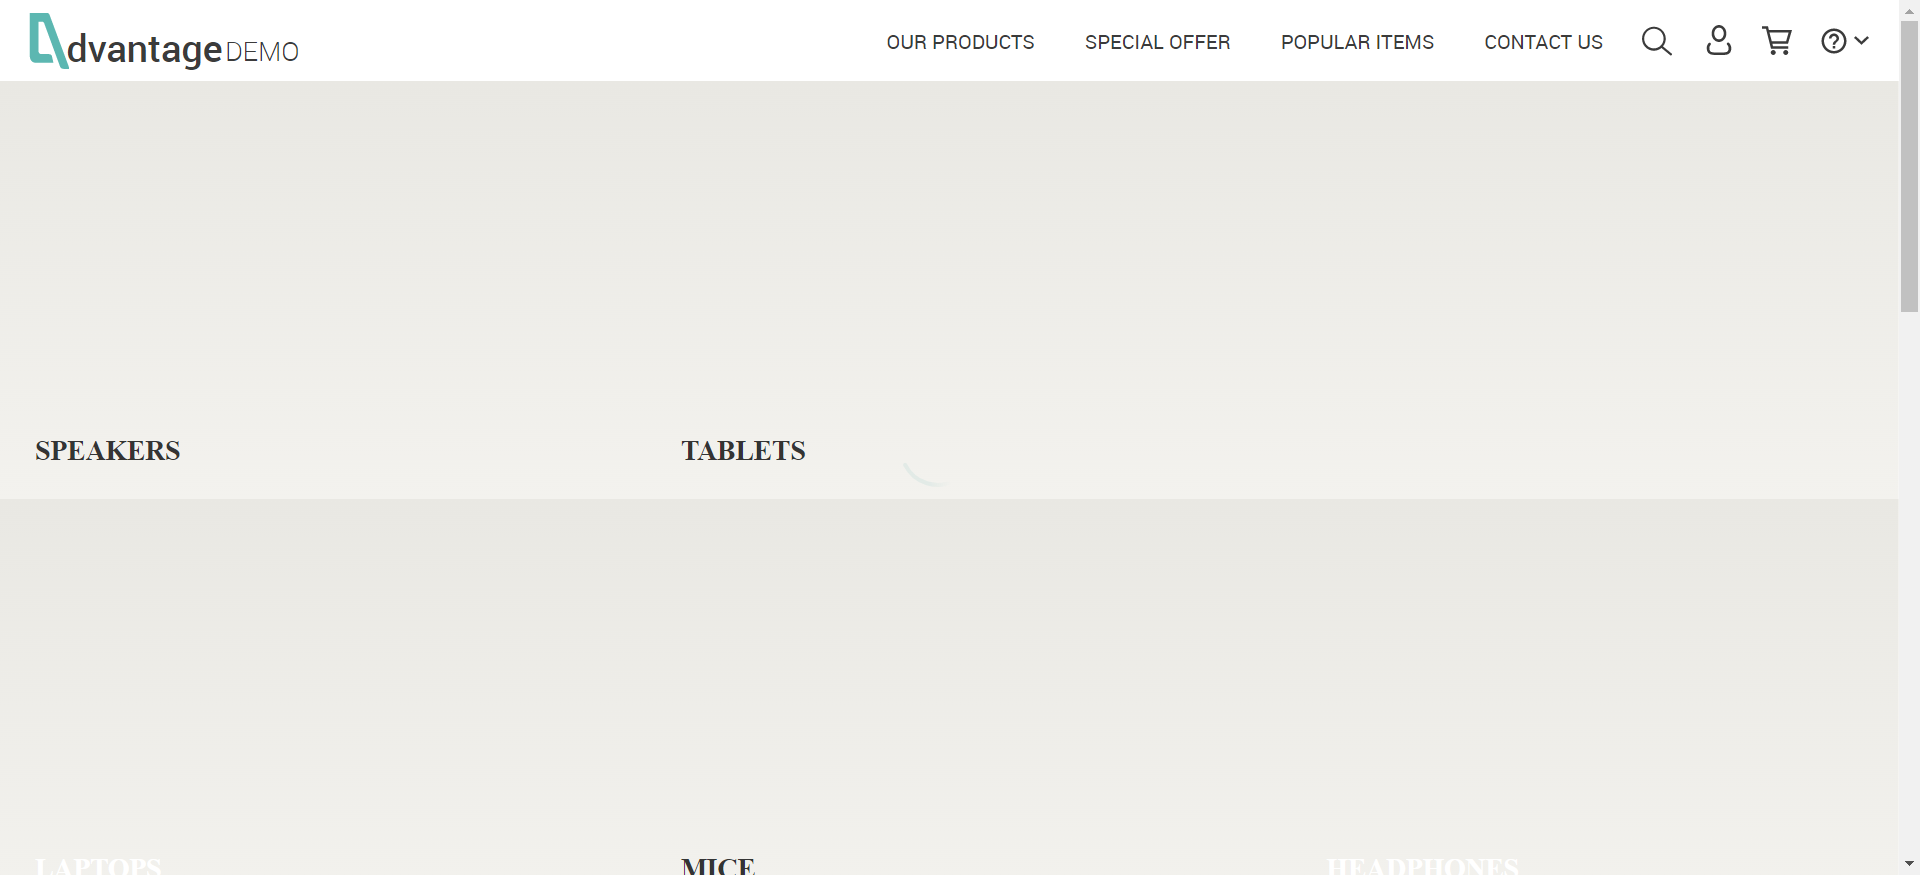 dvantage DEMO
OUR PRODUCTS
SPECIAL OFFER
POPULAR ITEMS
CONTACT US
SPEAKERS
TABLETS
LAPTOPS
MICE
HEADPHONES